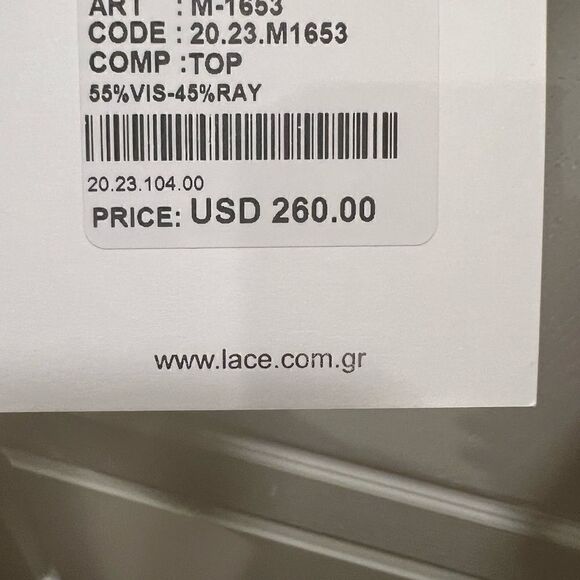 ART : M-1653
CODE : 20.23.M1653
COMP : TOP
55%VIS-45%RAY
20.23.104.00
PRICE: USD 260.00
www.lace.com.gr